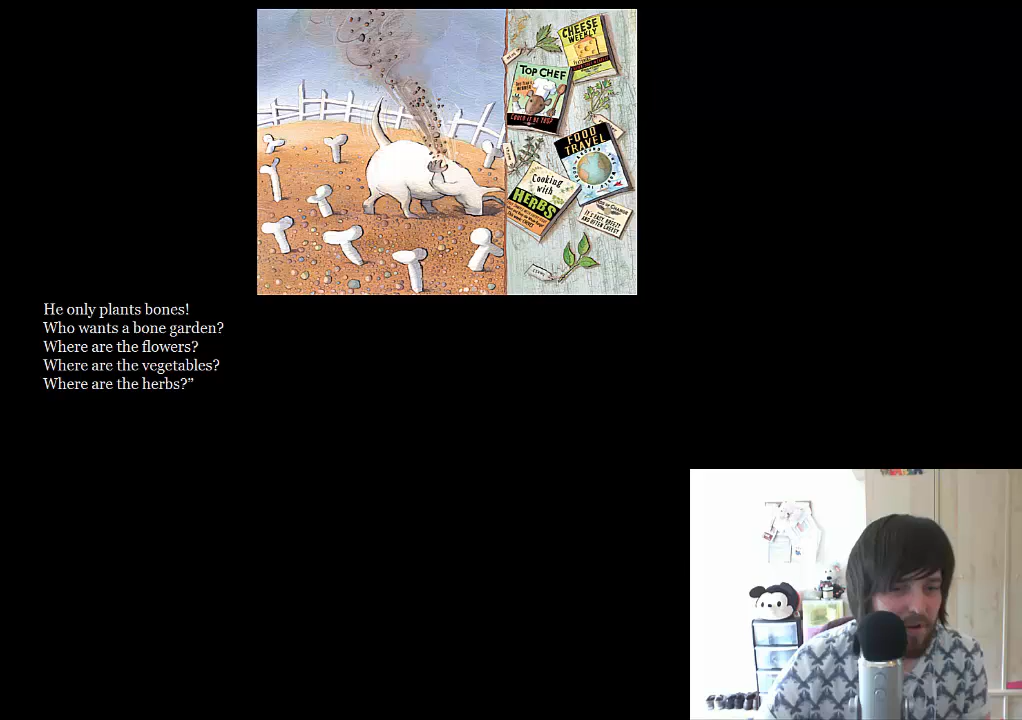 CHEESE
WEEKLY
TOP CHEF
FOOD
TRAVEL
Cooking
with
HERBS
He only plants bones!
Who wants a bone garden?
Where are the flowers?
Where are the vegetables?
Where are the herbs?”